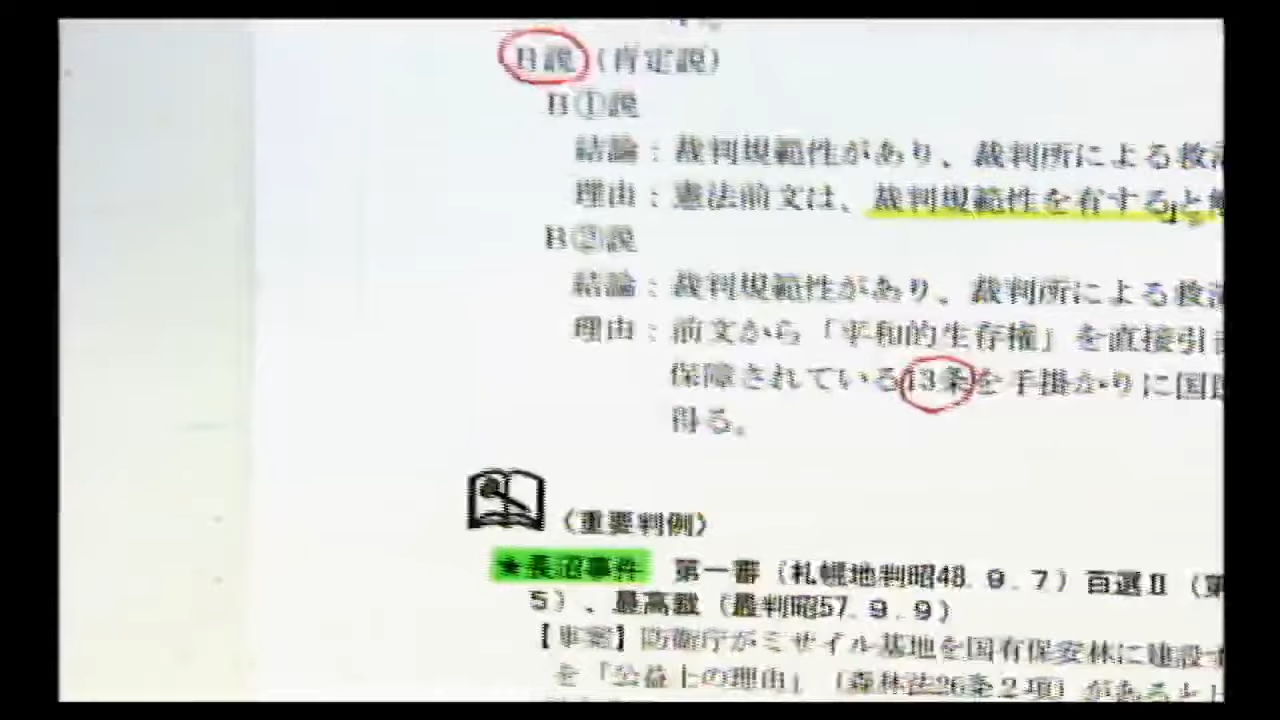 B説（肯定説）
B①説
結論：裁判規範性があり、裁判所による救
理由：憲法前文は、裁判規範性を有すると
B②説
結論：裁判規範性があり、裁判所による救
理由：前文から「平和的生存権」を直接引
保障されている13条を手掛かりに国
得る。
（重要判例）
★長沼事件 第一審（札幌地判昭48．9．7）百選Ⅱ（第
5）、最高裁（最判昭57．9．9）
【事案】防衛庁がミサイル基地を国有保安林に建設す
を「公益上の理由」（森林法26条2項）があるとし